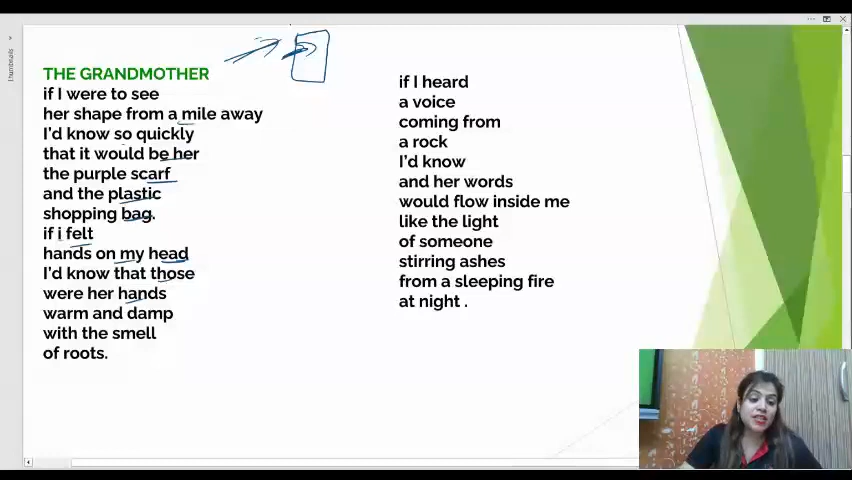 THE GRANDMOTHER
if I were to see
her shape from a mile away
I'd know so quickly
that it would be her
the purple scarf
and the plastic
shopping bag.
if i felt
hands on my head
I'd know that those
were her hands
warm and damp
with the smell
of roots.
if I heard
a voice
coming from
a rock
I'd know
and her words
would flow inside me
like the light
of someone
stirring ashes
from a sleeping fire
at night .
Thumbnails